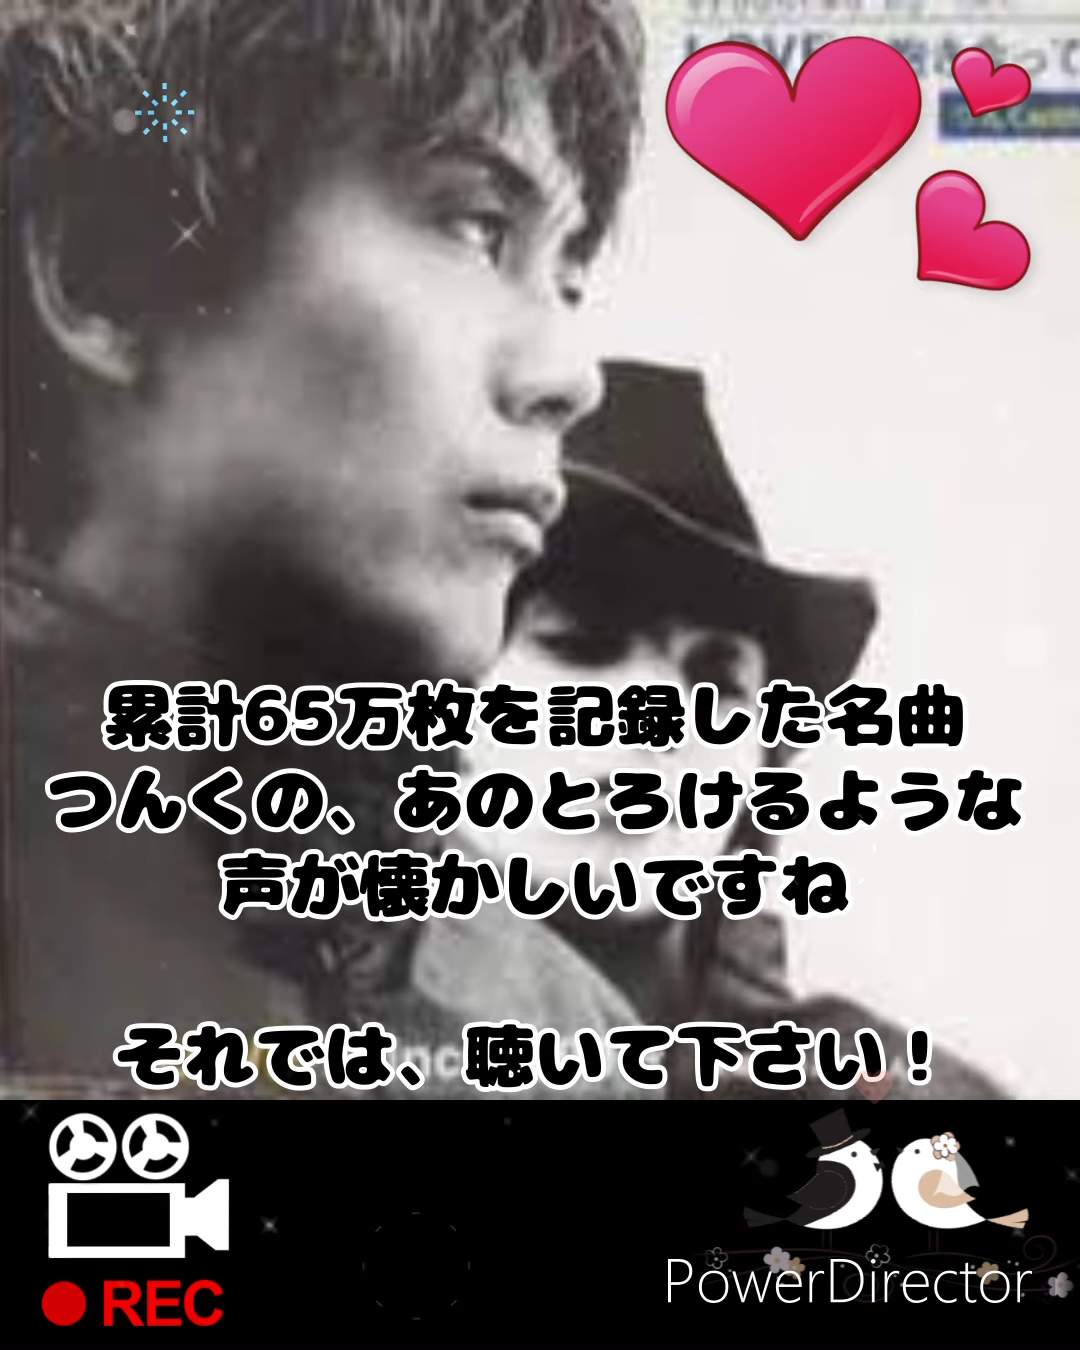 累計65万枚を記録した名曲
つんくの、あのとろけるような
声が懐かしいですね
それでは、聴いて下さい！
REC
PowerDirector